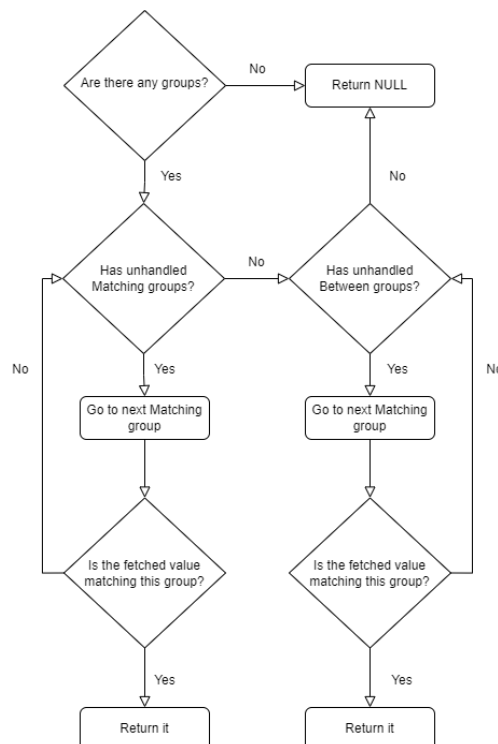 Are there any groups?
No
Return NULL
Yes
No
Has unhandled
Matching groups?
No
Has unhandled
Between groups?
No
Yes
Yes
No
Go to next Matching
group
Go to next Matching
group
Is the fetched value
matching this group?
Is the fetched value
matching this group?
Yes
Yes
Return it
Return it